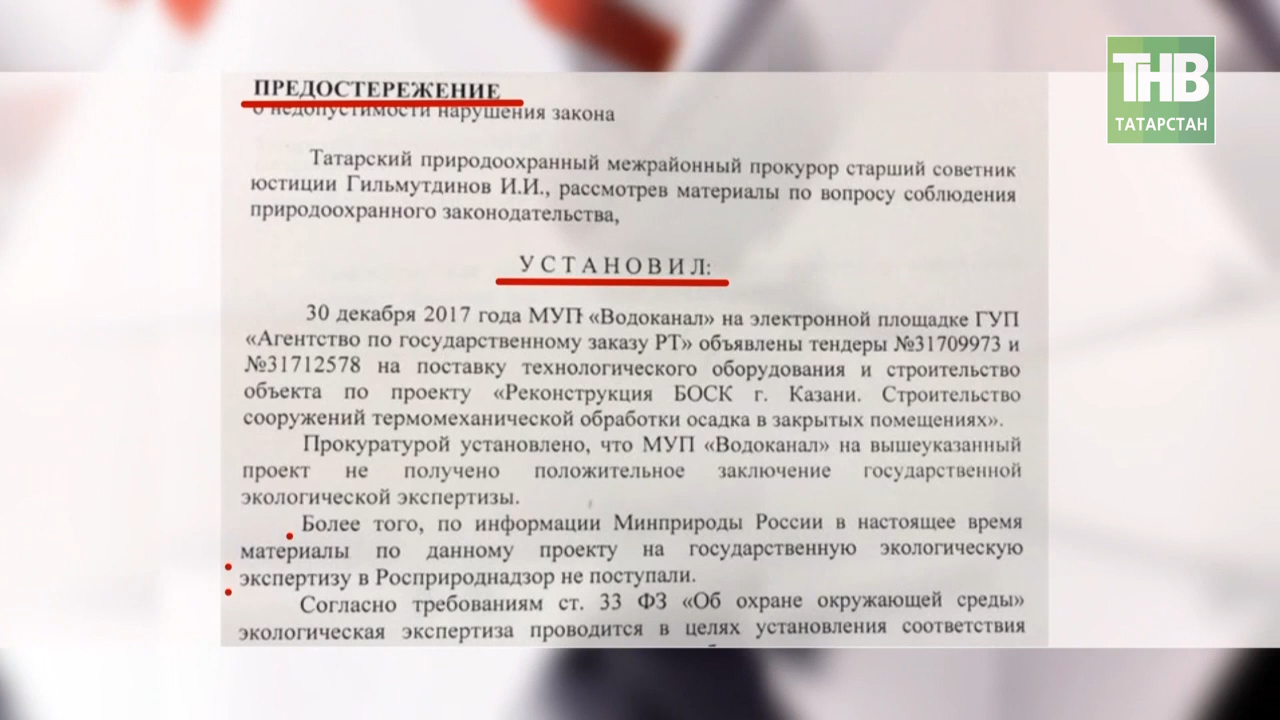 ТНВ
ТАТАРСТАН
ПРЕДОСТЕРЕЖЕНИЕ
о недопустимости нарушения закона
Татарский природоохранный межрайонный прокурор старший советник
юстиции Гильмутдинов И.И., рассмотрев материалы по вопросу соблюдения
природоохранного законодательства,
У С Т А Н О В И Л:
30 декабря 2017 года МУП «Водоканал» на электронной площадке ГУП
«Агентство по государственному заказу РТ» объявлены тендеры №31709973 и
№31712578 на поставку технологического оборудования и строительство
объекта по проекту «Реконструкция БОСК г. Казани. Строительство
сооружений термомеханической обработки осадка в закрытых помещениях».
Прокуратурой установлено, что МУП «Водоканал» на вышеуказанный
проект не получено положительное заключение государственной
экологической экспертизы.
Более того, по информации Минприроды России в настоящее время
материалы по данному проекту на государственную экологическую
экспертизу в Росприроднадзор не поступали.
Согласно требованиям ст. 33 ФЗ «Об охране окружающей среды»
экологическая экспертиза проводится в целях установления соответствия